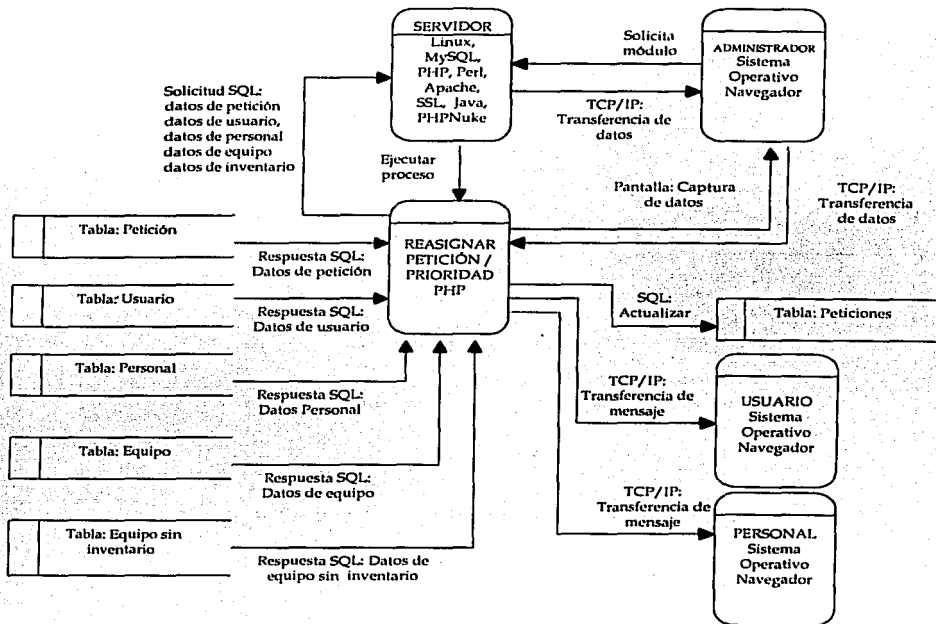 SERVIDOR
Linux,
MySQL,
PHP, Perl,
Apache,
SSL, Java,
PHPNuke
Solicita
módulo
ADMINISTRADOR
Sistema
Operativo
Navegador
TCP/IP:
Transferencia de
datos
Solicitud SQL:
datos de petición
datos de usuario,
datos de personal
datos de equipo
datos de inventario
Ejecutar
proceso
Pantalla: Captura
de datos
TCP/IP:
Transferencia
de datos
Tabla: Petición
Respuesta SQL:
Datos de petición
REASIGNAR
PETICIÓN /
PRIORIDAD
PHP
Tabla: Usuario
Respuesta SQL:
Datos de usuario
SQL:
Actualizar
Tabla: Peticiones
Tabla: Personal
Respuesta SQL:
Datos Personal
TCP/IP:
Transferencia de
mensaje
USUARIO
Sistema
Operativo
Navegador
Tabla: Equipo
Respuesta SQL:
Datos de equipo
TCP/IP:
Transferencia de
mensaje
PERSONAL
Sistema
Operativo
Navegador
Tabla: Equipo sin
inventario
Respuesta SQL: Datos de
equipo sin inventario